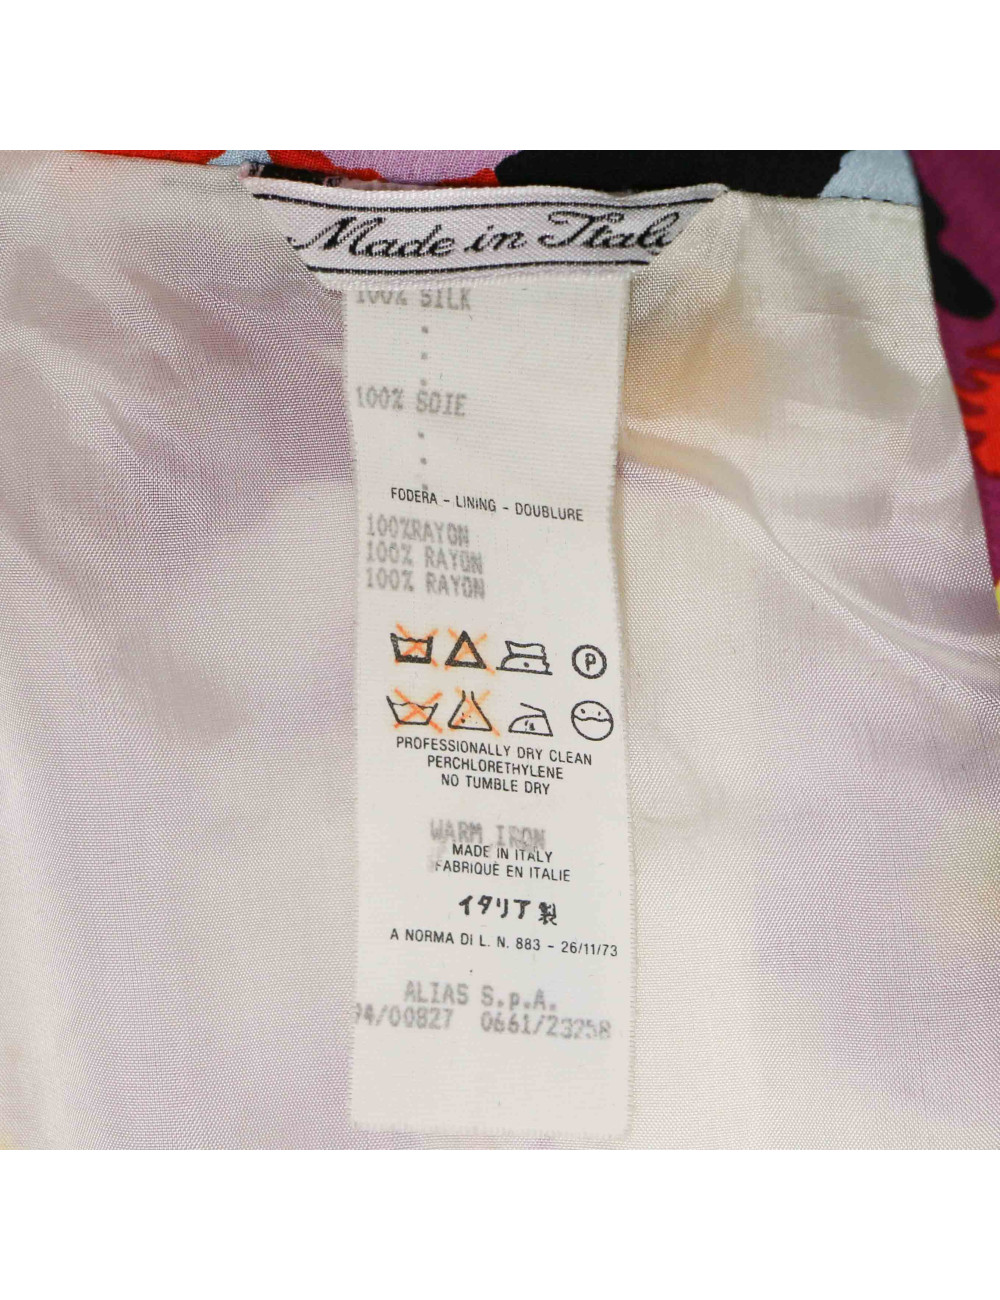 Made in Itali
100% SILK
100% SOIE
FODERA - LINING - DOUBLURE
100%RAYON
100% RAYON
100% RAYON
P
PROFESSIONALLY DRY CLEAN
PERCHLORETHYLENE
NO TUMBLE DRY
WARM IRON
MADE IN ITALY
FABRIQUÉ EN ITALIE
イタリア製
A NORMA DI L. N. 883 - 26/11/73
ALIAS S.p.A.
94/00827 0661/23258